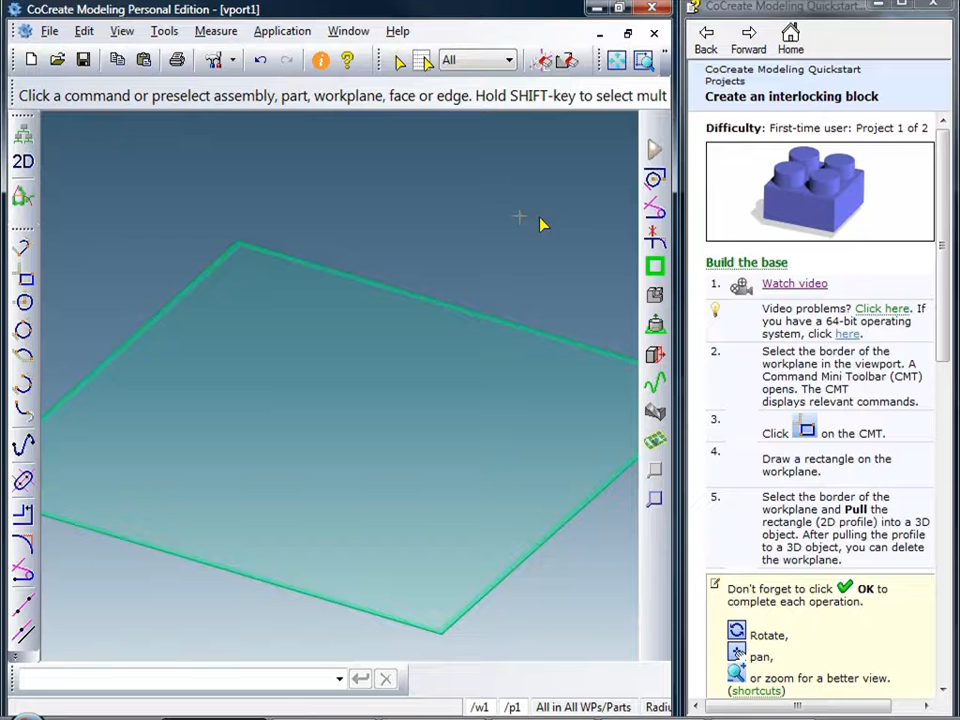 CoCreate Modeling Personal Edition - [vport1]
File Edit View Tools Measure Application Window Help
All
Click a command or preselect assembly, part, workplane, face or edge. Hold SHIFT-key to select mult
2D
/w1 /p1 All in All WPs/Parts Radiu
CoCreate Modeling Quickstart...
Back Forward Home
CoCreate Modeling Quickstart
Projects
Create an interlocking block
Difficulty: First-time user: Project 1 of 2
Build the base
1. Watch video
Video problems? Click here. If
you have a 64-bit operating
system, click here.
2. Select the border of the
workplane in the viewport. A
Command Mini Toolbar (CMT)
opens. The CMT
displays relevant commands.
3. Click on the CMT.
4. Draw a rectangle on the
workplane.
5. Select the border of the
workplane and Pull the
rectangle (2D profile) into a 3D
object. After pulling the profile
to a 3D object, you can delete
the workplane.
Don't forget to click OK to
complete each operation.
Rotate,
pan,
or zoom for a better view.
(shortcuts)